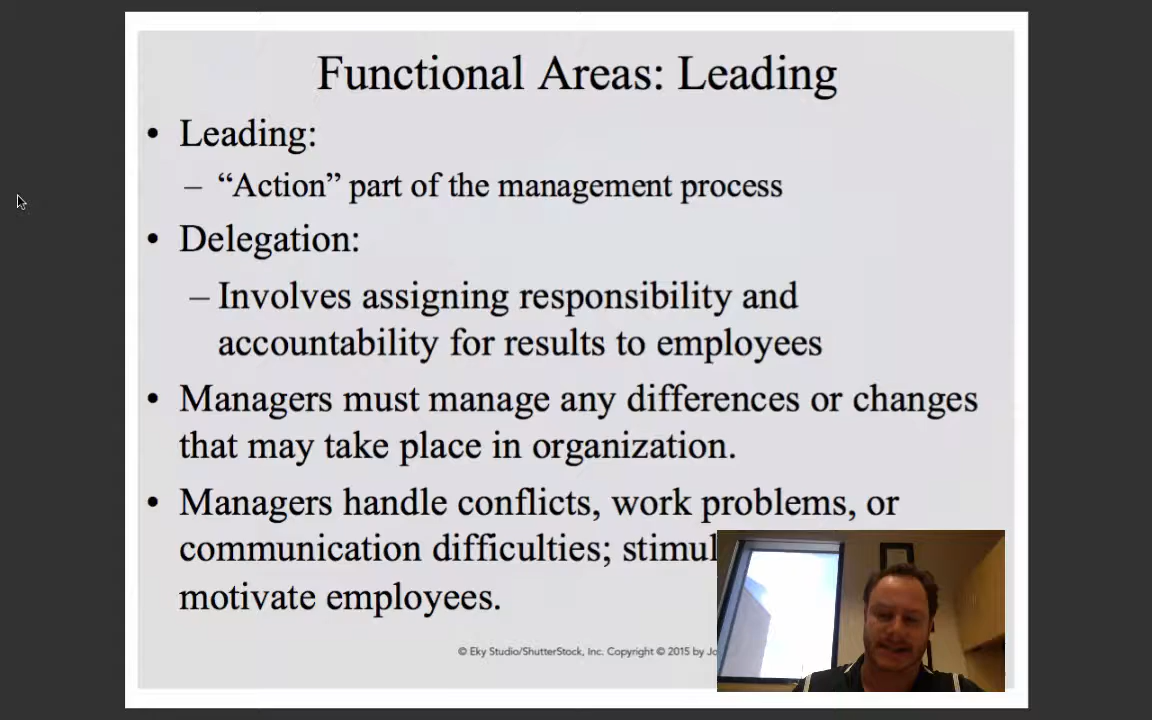 Functional Areas: Leading
• Leading:
– “Action” part of the management process
• Delegation:
– Involves assigning responsibility and
accountability for results to employees
• Managers must manage any differences or changes
that may take place in organization.
• Managers handle conflicts, work problems, or
communication difficulties;
motivate employees.
© Eky Studio/ShutterStock, Inc. Copyright © 2015 by